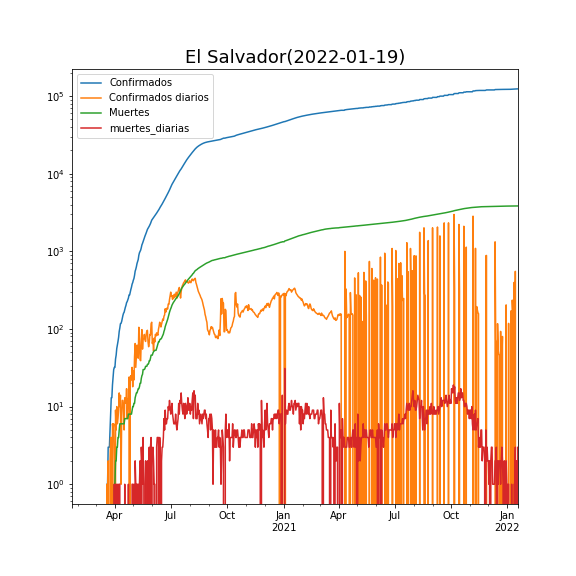 El Salvador(2022-01-19)
Confirmados
Confirmados diarios
Muertes
muertes_diarias
10⁵
10⁴
10³
10²
10¹
10⁰
Apr Jul Oct Jan Apr Jul Oct Jan
2021 2022